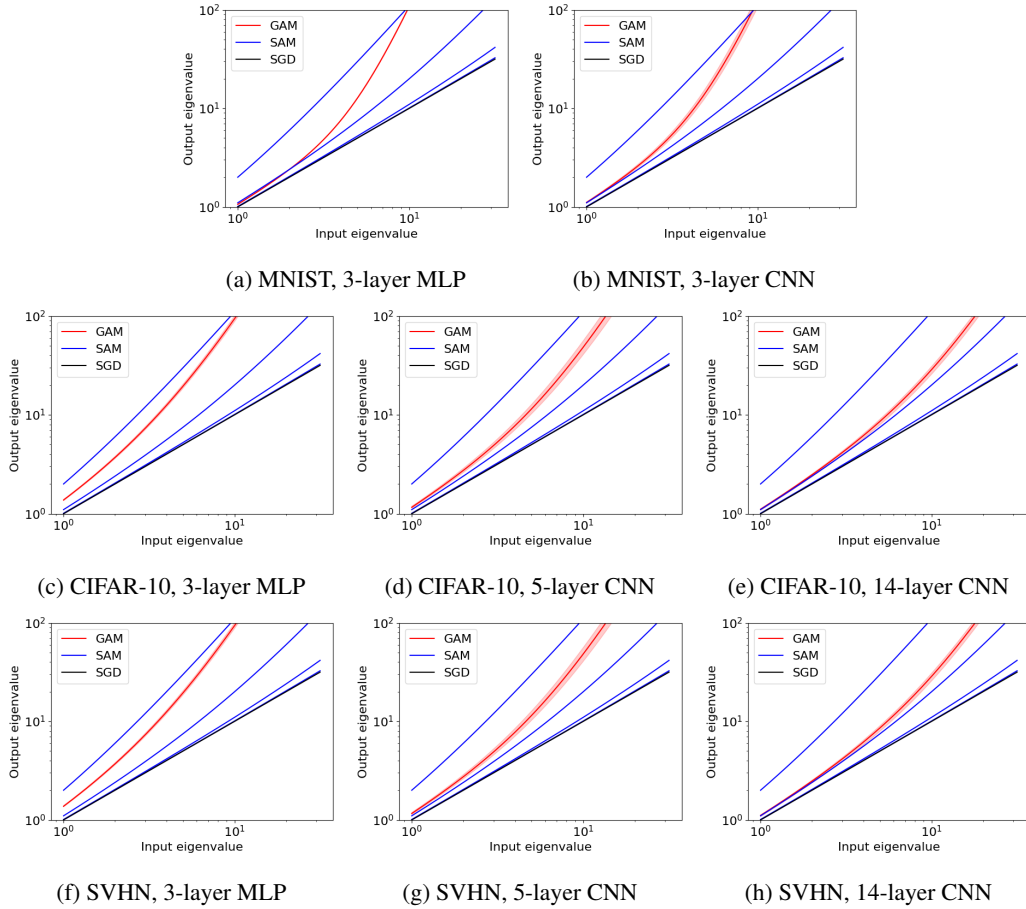 10²
10¹
10⁰
Output eigenvalue
GAM
SAM
SGD
10⁰ 10¹
Input eigenvalue
10²
10¹
10⁰
Output eigenvalue
GAM
SAM
SGD
10⁰ 10¹
Input eigenvalue
(a) MNIST, 3-layer MLP
(b) MNIST, 3-layer CNN
10²
10¹
10⁰
Output eigenvalue
GAM
SAM
SGD
10⁰ 10¹
Input eigenvalue
10²
10¹
10⁰
Output eigenvalue
GAM
SAM
SGD
10⁰ 10¹
Input eigenvalue
10²
10¹
10⁰
Output eigenvalue
GAM
SAM
SGD
10⁰ 10¹
Input eigenvalue
(c) CIFAR-10, 3-layer MLP
(d) CIFAR-10, 5-layer CNN
(e) CIFAR-10, 14-layer CNN
10²
10¹
10⁰
Output eigenvalue
GAM
SAM
SGD
10⁰ 10¹
Input eigenvalue
10²
10¹
10⁰
Output eigenvalue
GAM
SAM
SGD
10⁰ 10¹
Input eigenvalue
10²
10¹
10⁰
Output eigenvalue
GAM
SAM
SGD
10⁰ 10¹
Input eigenvalue
(f) SVHN, 3-layer MLP
(g) SVHN, 5-layer CNN
(h) SVHN, 14-layer CNN